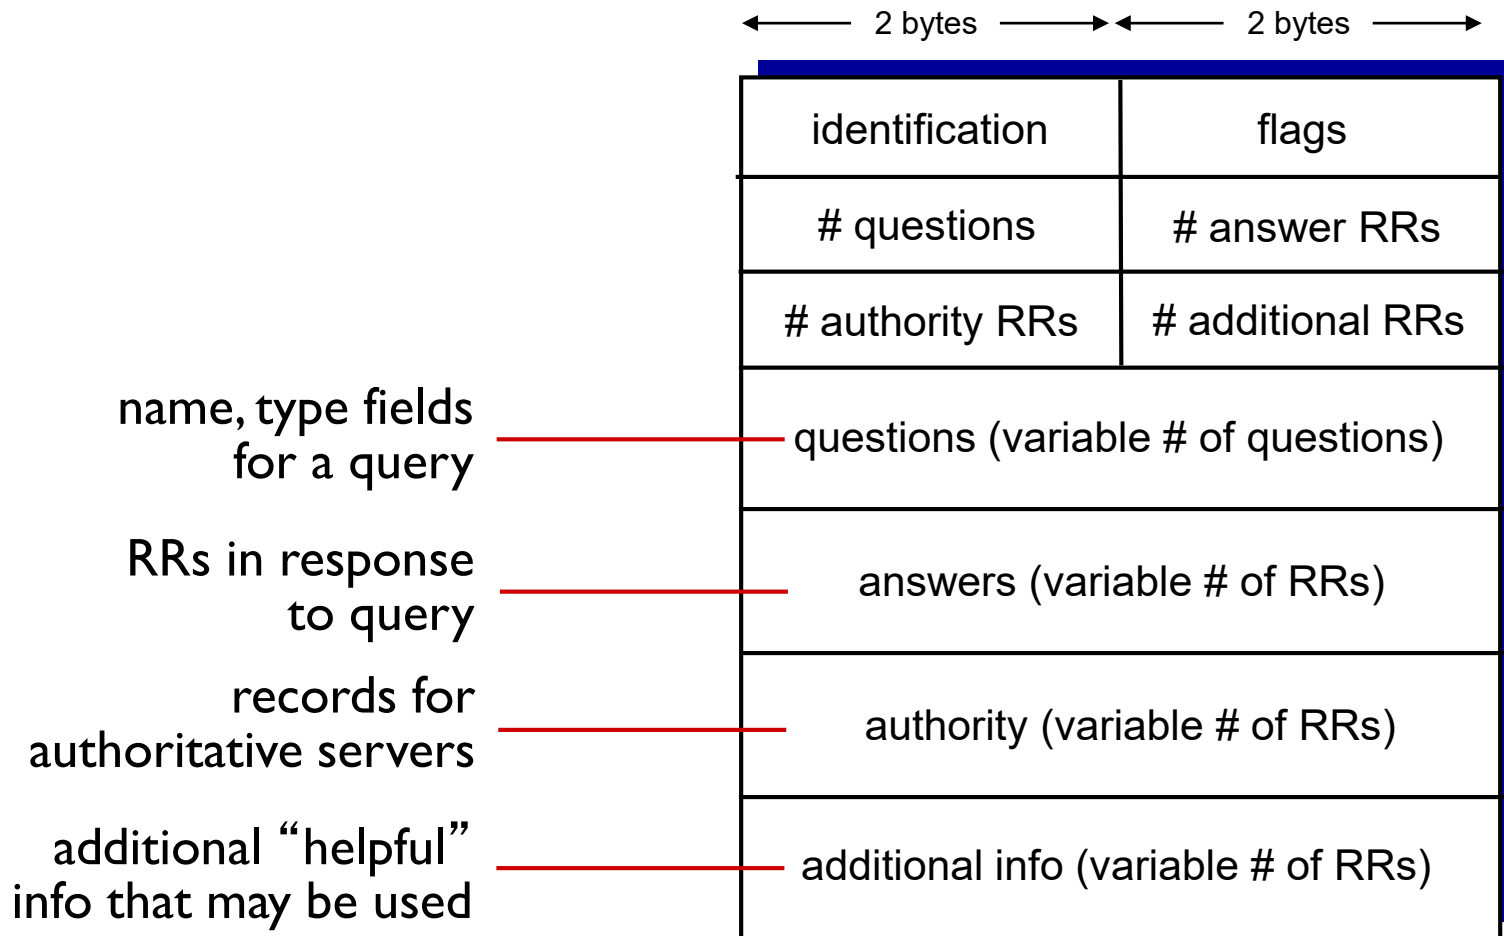 2 bytes
2 bytes
identification
flags
# questions
# answer RRs
# authority RRs
# additional RRs
name, type fields
for a query
questions (variable # of questions)
RRs in response
to query
answers (variable # of RRs)
records for
authoritative servers
authority (variable # of RRs)
additional “helpful”
info that may be used
additional info (variable # of RRs)